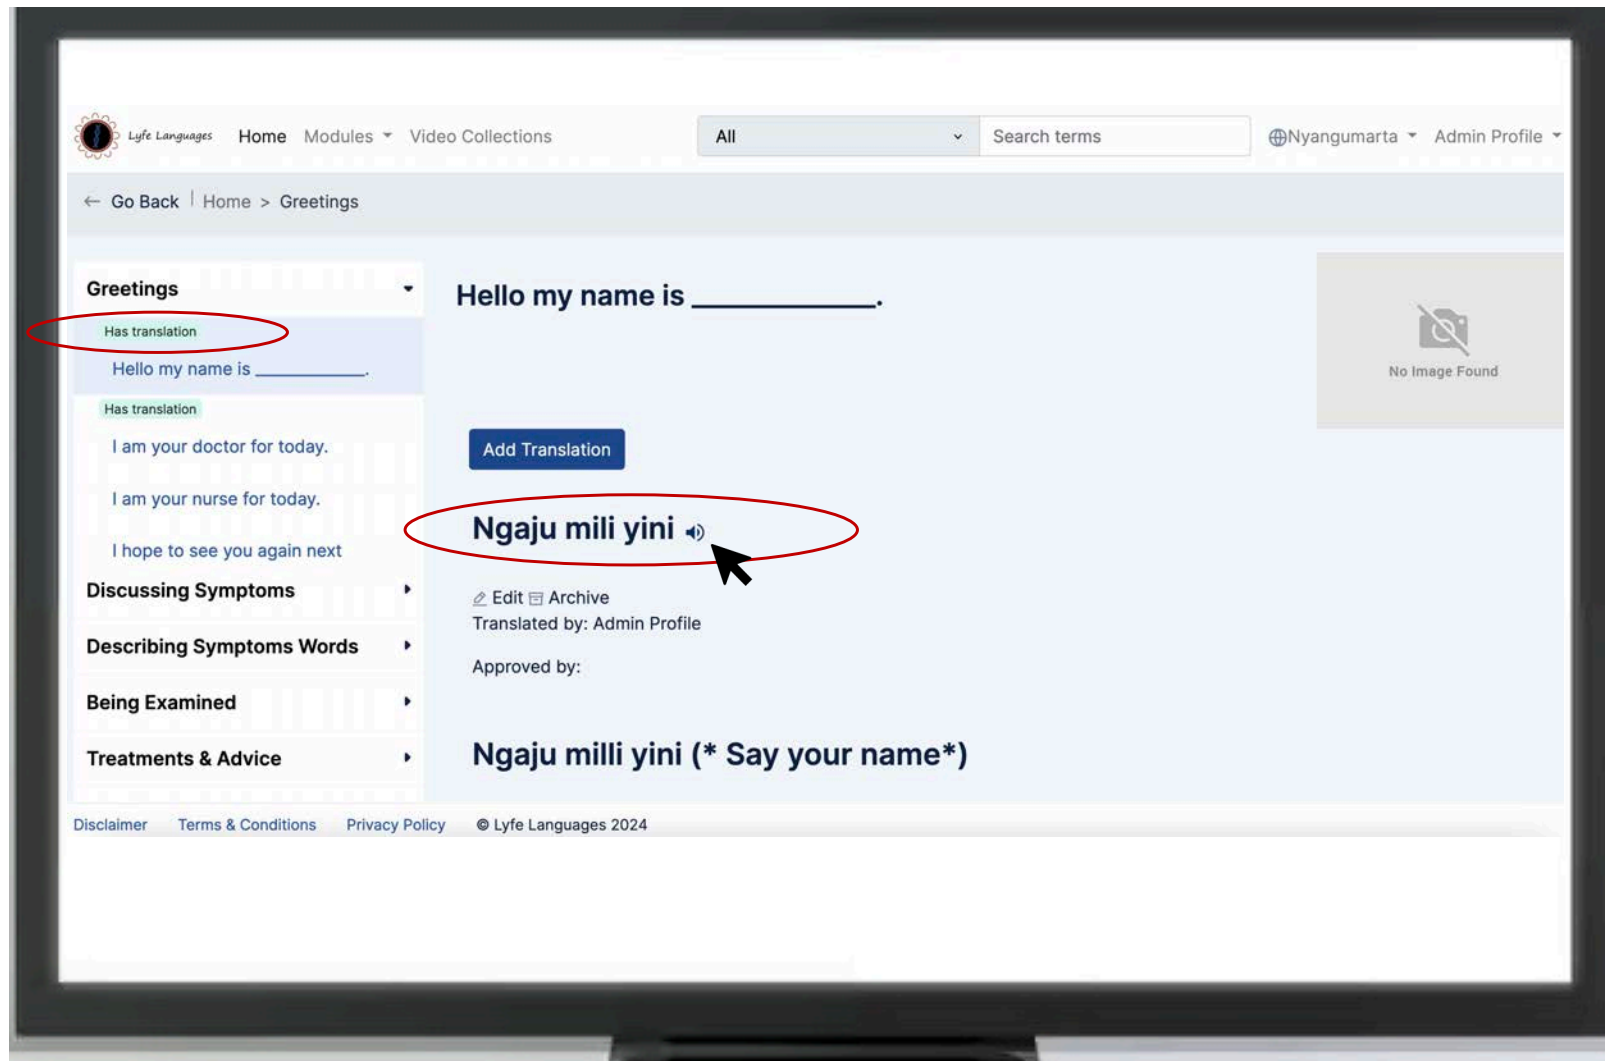 Lyfe Languages Home Modules Video Collections All Search terms Nyangumarta Admin Profile
← Go Back | Home > Greetings
Greetings
Has translation
Hello my name is ____________.
Has translation
I am your doctor for today.
I am your nurse for today.
I hope to see you again next
Discussing Symptoms
Describing Symptoms Words
Being Examined
Treatments & Advice
Hello my name is ____________.
No Image Found
Add Translation
Ngaju mili yini
Edit Archive
Translated by: Admin Profile
Approved by:
Ngaju milli yini (* Say your name*)
Disclaimer Terms & Conditions Privacy Policy © Lyfe Languages 2024